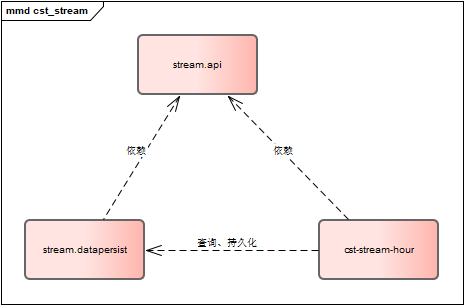 mmd cst_stream
stream.api
依赖
依赖
stream.datapersist
查询、持久化
cst-stream-hour